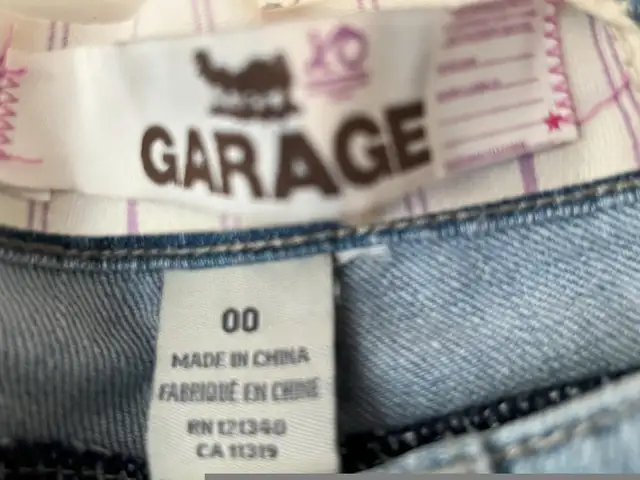 GARAGE
00
MADE IN CHINA
FABRIQUÉ EN CHINE
RN 121340
CA 11319